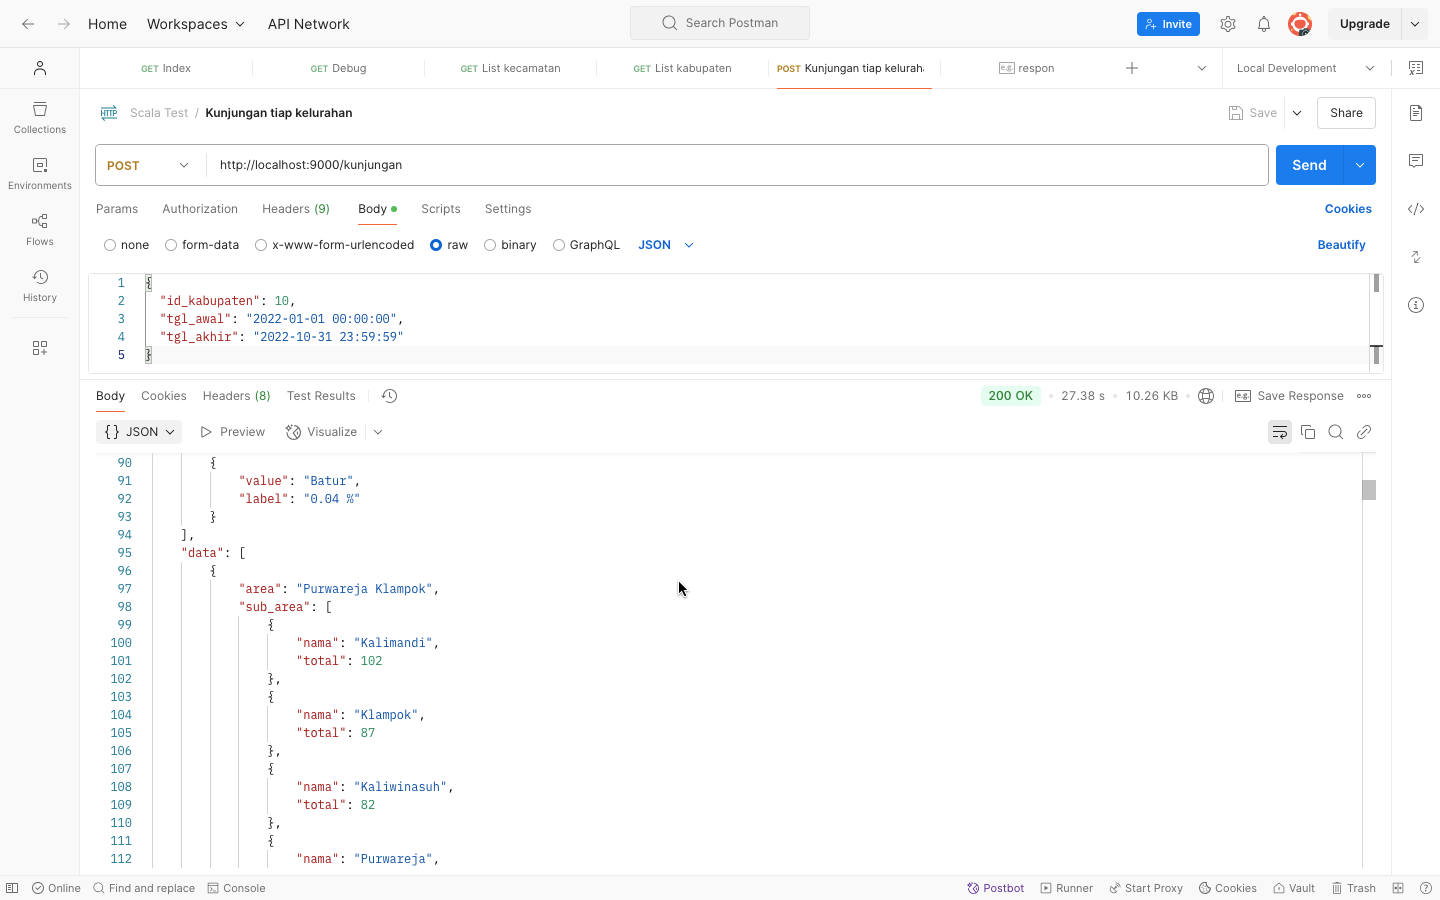 Home Workspaces API Network Search Postman Invite Upgrade
GET Index GET Debug GET List kecamatan GET List kabupaten POST Kunjungan tiap kelurah e.g. respon Local Development
Scala Test / Kunjungan tiap kelurahan Save Share
HTTP
Collections
Environments
Flows
History
POST http://localhost:9000/kunjungan Send
Params Authorization Headers (9) Body Scripts Settings Cookies
none form-data x-www-form-urlencoded raw binary GraphQL JSON Beautify
1 {
2 "id_kabupaten": 10,
3 "tgl_awal": "2022-01-01 00:00:00",
4 "tgl_akhir": "2022-10-31 23:59:59"
5 }
Body Cookies Headers (8) Test Results 200 OK 27.38 s 10.26 KB e.g. Save Response
{} JSON Preview Visualize
90 {
91 "value": "Batur",
92 "label": "0.04 %"
93 }
94 ],
95 "data": [
96 {
97 "area": "Purwareja Klampok",
98 "sub_area": [
99 {
100 "nama": "Kalimandi",
101 "total": 102
102 },
103 {
104 "nama": "Klampok",
105 "total": 87
106 },
107 {
108 "nama": "Kaliwinasuh",
109 "total": 82
110 },
111 {
112 "nama": "Purwareja",
Online Find and replace Console Postbot Runner Start Proxy Cookies Vault Trash